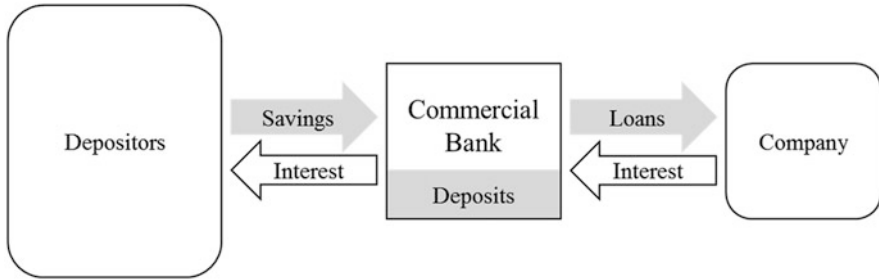 Depositors
Savings
Interest
Commercial
Bank
Deposits
Loans
Interest
Company